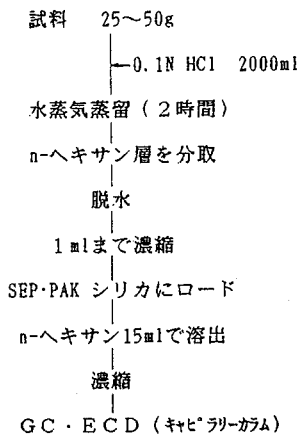 試料　25〜50g
0.1N HCl　2000ml
水蒸気蒸留(2時間)
n-ヘキサン層を分取
脱水
1mlまで濃縮
SEP·PAK シリカにロード
n-ヘキサン15mlで溶出
濃縮
GC・ECD(ｷｬﾋﾟﾗﾘｰカラム)